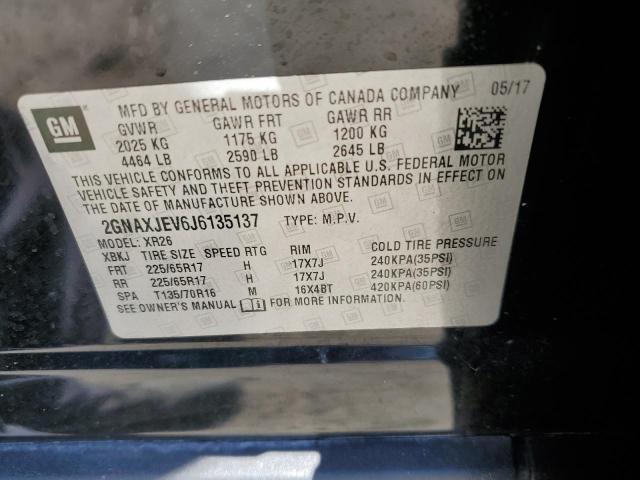 GM
MFD BY GENERAL MOTORS OF CANADA COMPANY 05/17
GVWR GAWR FRT GAWR RR
2025 KG 1175 KG 1200 KG
4464 LB 2590 LB 2645 LB
THIS VEHICLE CONFORMS TO ALL APPLICABLE U.S. FEDERAL MOTOR
VEHICLE SAFETY AND THEFT PREVENTION STANDARDS IN EFFECT ON
THE DATE OF MANUFACTURE SHOWN ABOVE.
2GNAXJEV6J6135137 TYPE: M.P.V.
MODEL: XR26
XBKJ TIRE SIZE SPEED RTG RIM COLD TIRE PRESSURE
FRT 225/65R17 H 17X7J 240KPA(35PSI)
RR 225/65R17 H 17X7J 240KPA(35PSI)
SPA T135/70R16 M 16X4BT 420KPA(60PSI)
SEE OWNER'S MANUAL FOR MORE INFORMATION.